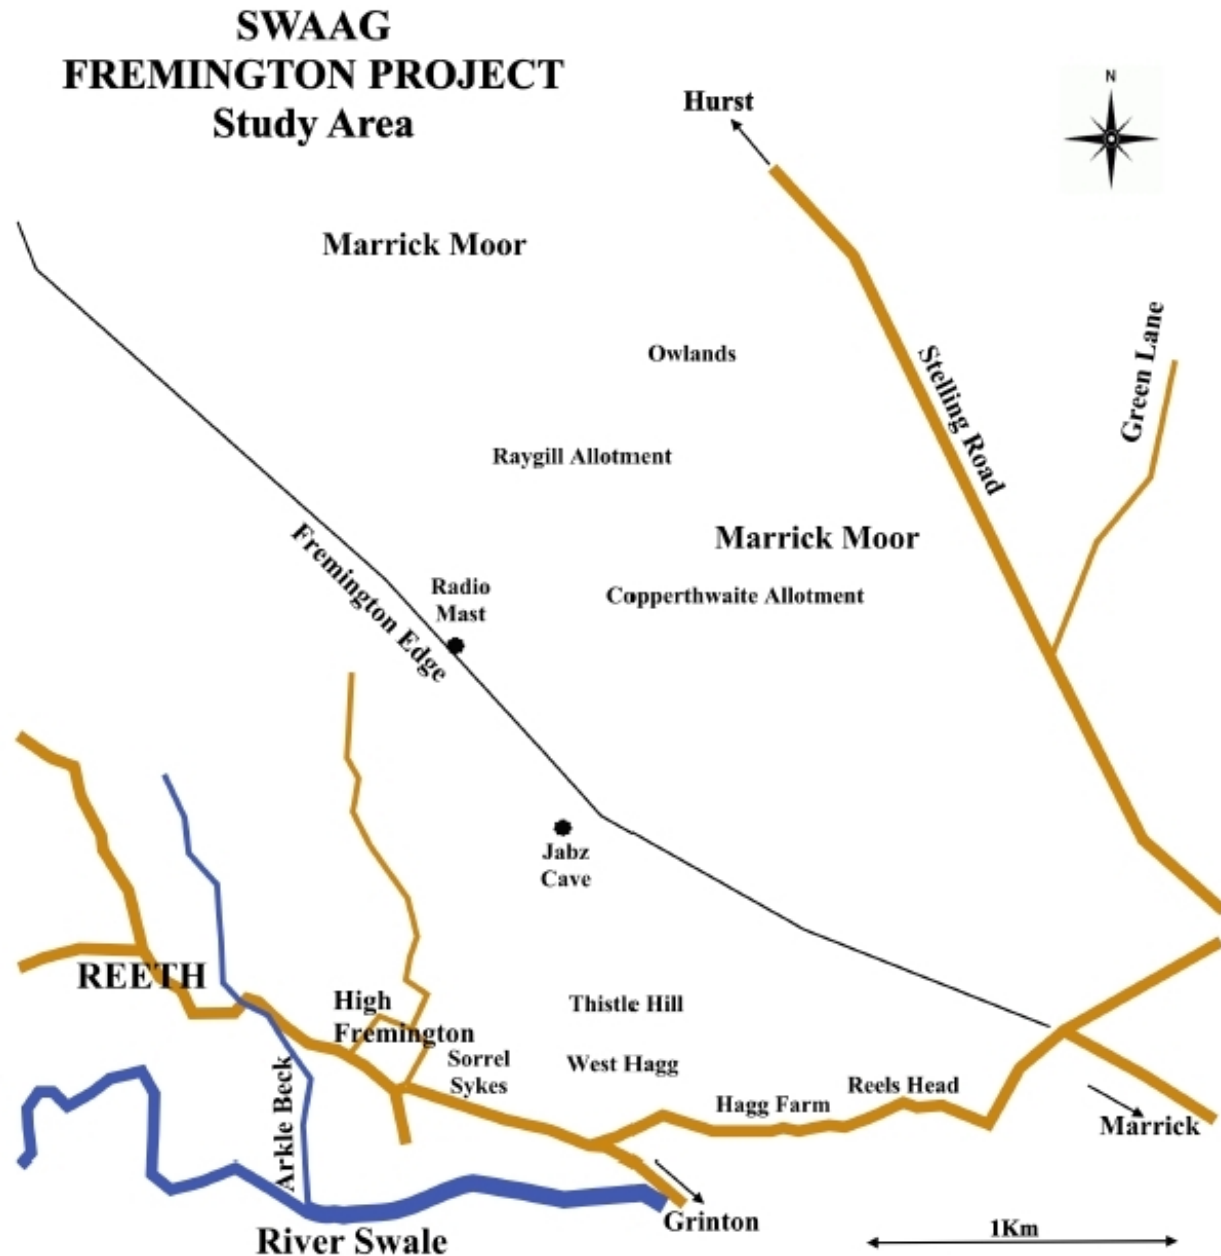 SWAAG
FREMINGTON PROJECT
Study Area
N
Hurst
Marrick Moor
Owlands
Stelling Road
Green Lane
Raygill Allotment
Marrick Moor
Fremington Edge
Radio
Mast
Copperthwaite Allotment
Jabz
Cave
REETH
High
Fremington
Thistle Hill
Sorrel
Sykes
West Hagg
Arkle Beck
Hagg Farm
Reels Head
Marrick
Grinton
River Swale
1Km